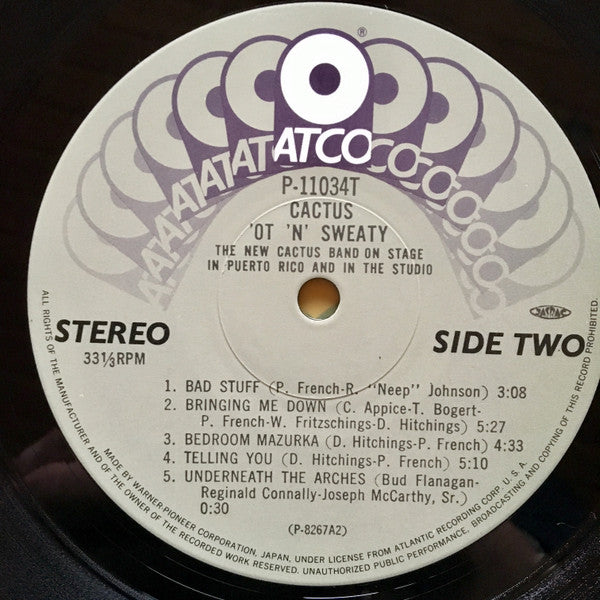 ®
ATCO
P-11034T
CACTUS
'OT 'N' SWEATY
THE NEW CACTUS BAND ON STAGE
IN PUERTO RICO AND IN THE STUDIO
STEREO
33⅓RPM
SIDE TWO
JASRAC
1. BAD STUFF (P. French-R. "Neep" Johnson) 3:08
2. BRINGING ME DOWN (C. Appice-T. Bogert-
P. French-W. Fritzschings-D. Hitchings) 5:27
3. BEDROOM MAZURKA (D. Hitchings-P. French) 4:33
4. TELLING YOU (D. Hitchings-P. French) 5:10
5. UNDERNEATH THE ARCHES (Bud Flanagan-
Reginald Connally-Joseph McCarthy, Sr.)
0:30
(P-8267A2)
ALL RIGHTS OF THE MANUFACTURER AND OF THE OWNER OF THE RECORDED WORK RESERVED. UNAUTHORIZED PUBLIC PERFORMANCE, BROADCASTING AND COPYING OF THIS RECORD PROHIBITED.
MADE BY WARNER-PIONEER CORPORATION, JAPAN, UNDER LICENSE FROM ATLANTIC RECORDING CORP. U.S.A.